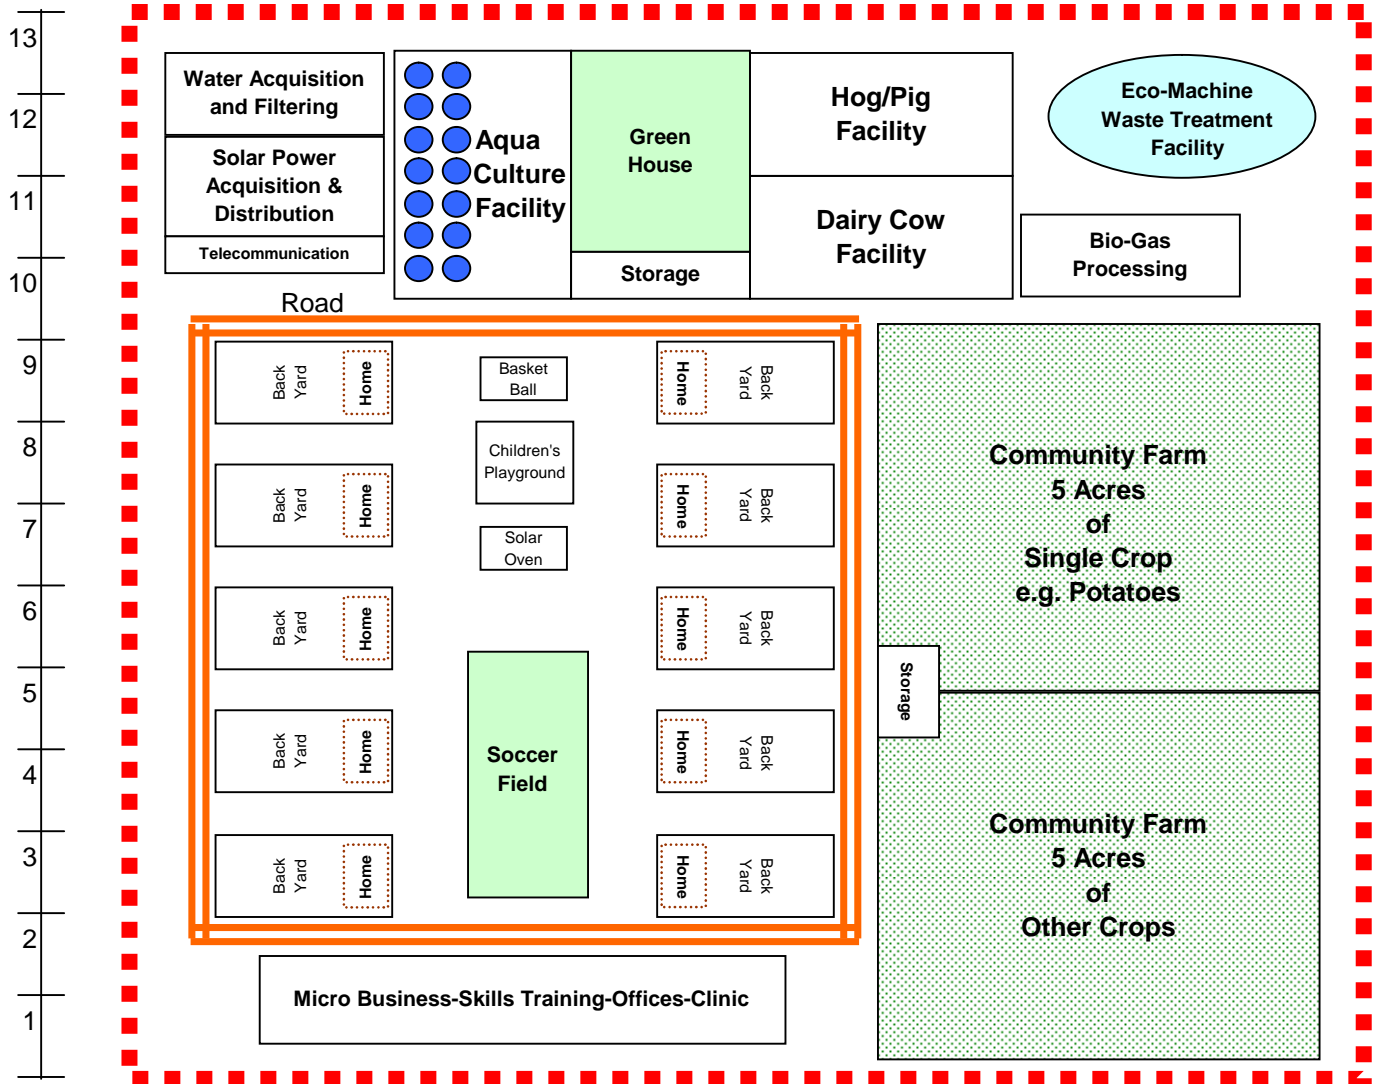 13
12
11
10
9
8
7
6
5
4
3
2
1
Water Acquisition
and Filtering
Solar Power
Acquisition &
Distribution
Telecommunication
Aqua
Culture
Facility
Green
House
Storage
Hog/Pig
Facility
Dairy Cow
Facility
Eco-Machine
Waste Treatment
Facility
Bio-Gas
Processing
Road
Back
Yard
Home
Back
Yard
Home
Back
Yard
Home
Back
Yard
Home
Back
Yard
Home
Basket
Ball
Children's
Playground
Solar
Oven
Soccer
Field
Home
Back
Yard
Home
Back
Yard
Home
Back
Yard
Home
Back
Yard
Home
Back
Yard
Community Farm
5 Acres
of
Single Crop
e.g. Potatoes
Storage
Community Farm
5 Acres
of
Other Crops
Micro Business-Skills Training-Offices-Clinic